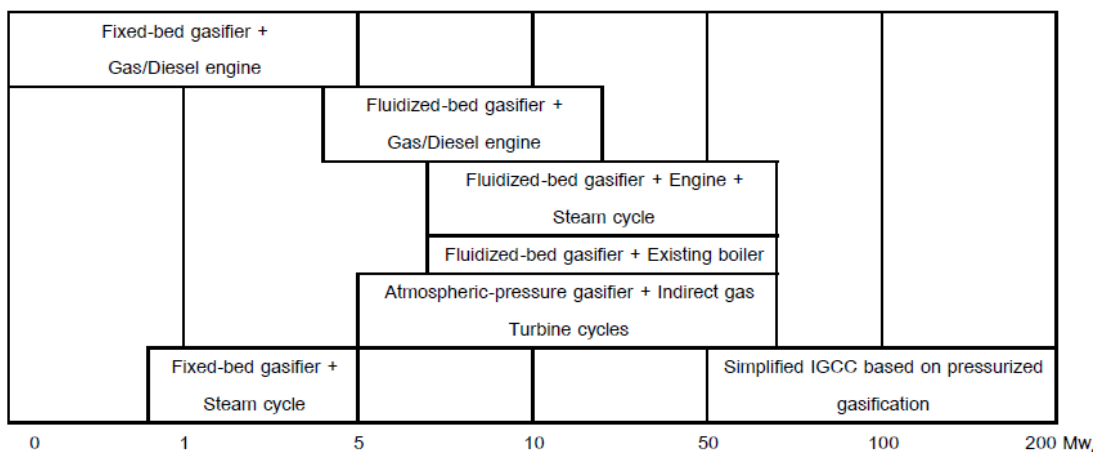 Fixed-bed gasifier +
Gas/Diesel engine
Fluidized-bed gasifier +
Gas/Diesel engine
Fluidized-bed gasifier + Engine +
Steam cycle
Fluidized-bed gasifier + Existing boiler
Atmospheric-pressure gasifier + Indirect gas
Turbine cycles
Fixed-bed gasifier +
Steam cycle
Simplified IGCC based on pressurized
gasification
0 1 5 10 50 100 200 Mw